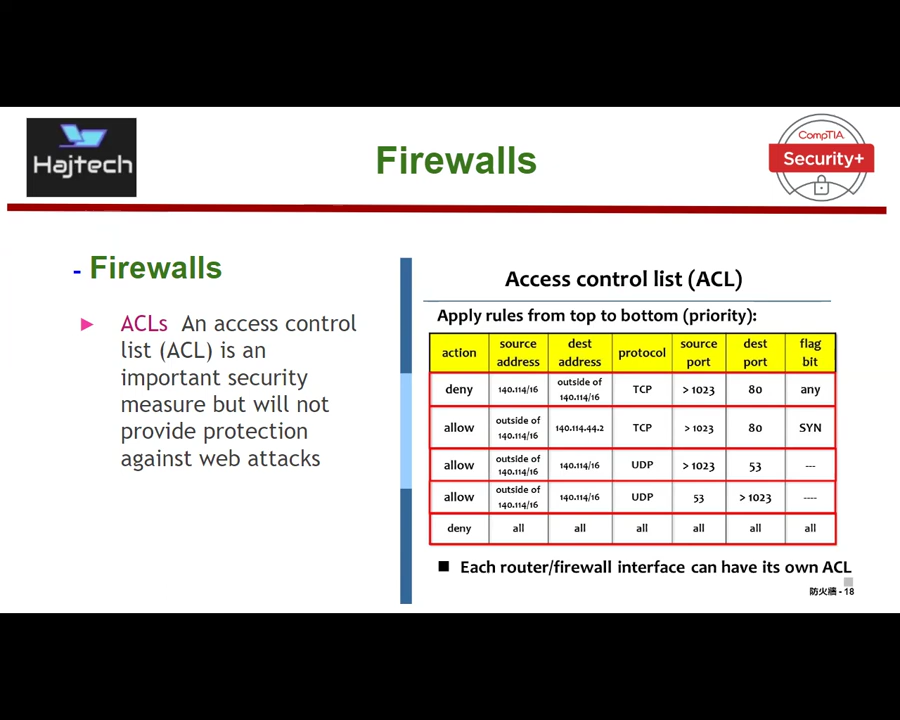 Hajtech
Firewalls
CompTIA
Security+
- Firewalls
ACLs An access control
list (ACL) is an
important security
measure but will not
provide protection
against web attacks
Access control list (ACL)
Apply rules from top to bottom (priority):
action source address dest address protocol source port dest port flag bit
deny 140.114/16 outside of 140.114/16 TCP > 1023 80 any
allow outside of 140.114/16 140.114.44.2 TCP > 1023 80 SYN
allow outside of 140.114/16 140.114/16 UDP > 1023 53 ---
allow outside of 140.114/16 140.114/16 UDP 53 > 1023 ----
deny all all all all all all
■ Each router/firewall interface can have its own ACL
防火牆 - 18